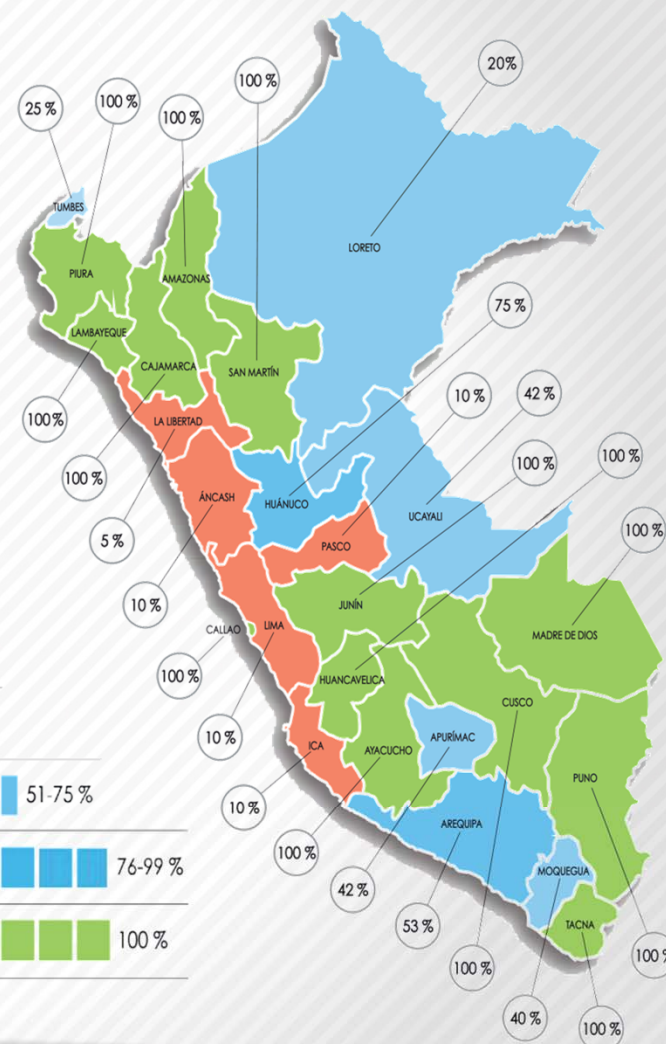 20%
100 %
100 %
25 %
100 %
TUMBES
LORETO
PIURA
AMAZONAS
75 %
LAMBAYEQUE
CAJAMARCA
SAN MARTÍN
10 %
42 %
100%
LA LIBERTAD
100 %
100 %
100 %
ÁNCASH
HUÁNUCO
UCAYALI
5 %
PASCO
100 %
10 %
JUNÍN
CALLAO
LIMA
MADRE DE DIOS
100 %
HUANCAVELICA
CUSCO
10 %
ICA
AYACUCHO
APURÍMAC
PUNO
51-75 %
10 %
AREQUIPA
100 %
76-99 %
MOQUEGUA
42 %
53 %
TACNA
100 %
100 %
100 %
40 %
100 %